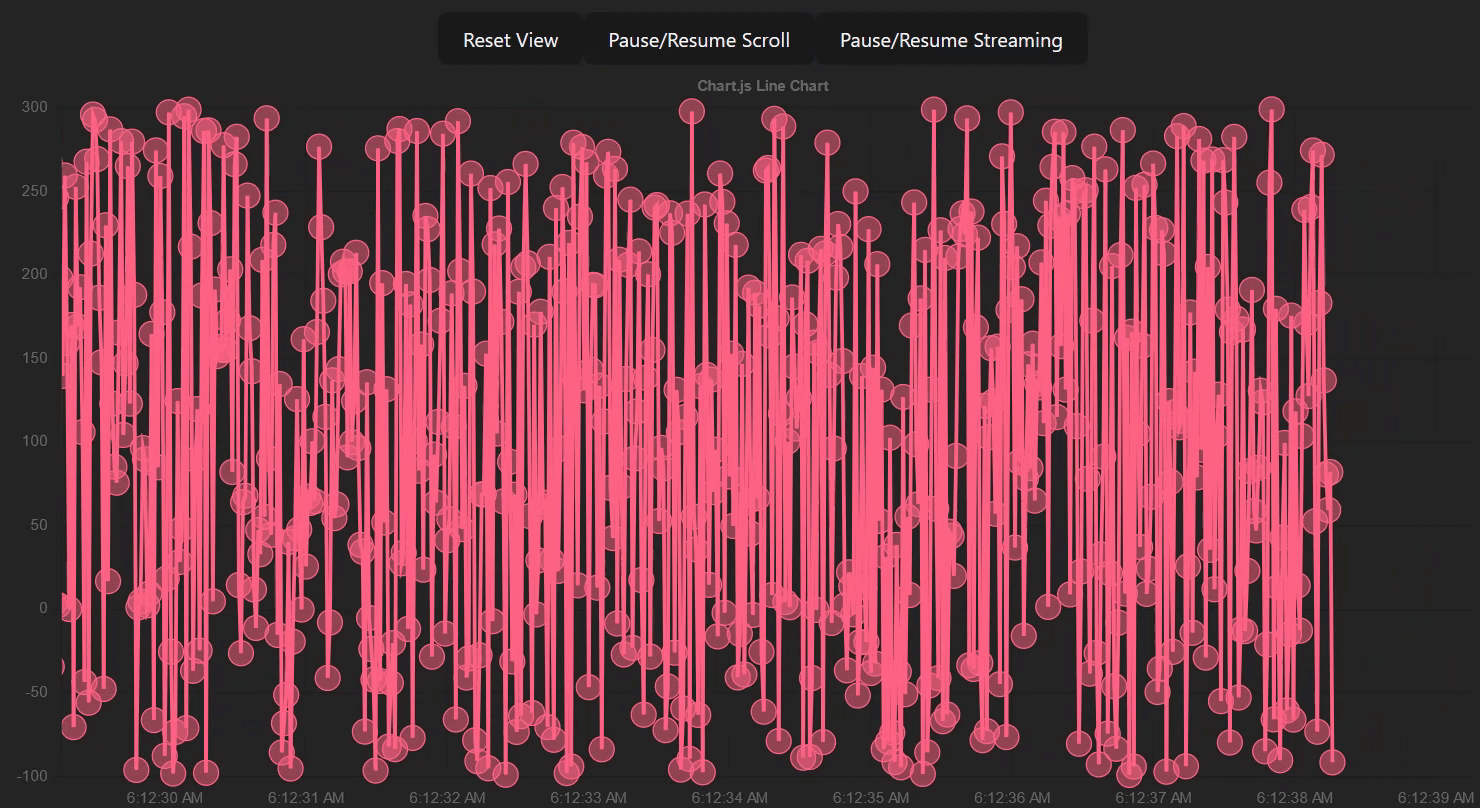 Reset View
Pause/Resume Scroll
Pause/Resume Streaming
Chart.js Line Chart
300
250
200
150
100
50
0
-50
-100
6:12:30 AM
6:12:31 AM
6:12:32 AM
6:12:33 AM
6:12:34 AM
6:12:35 AM
6:12:36 AM
6:12:37 AM
6:12:38 AM
6:12:39 AM